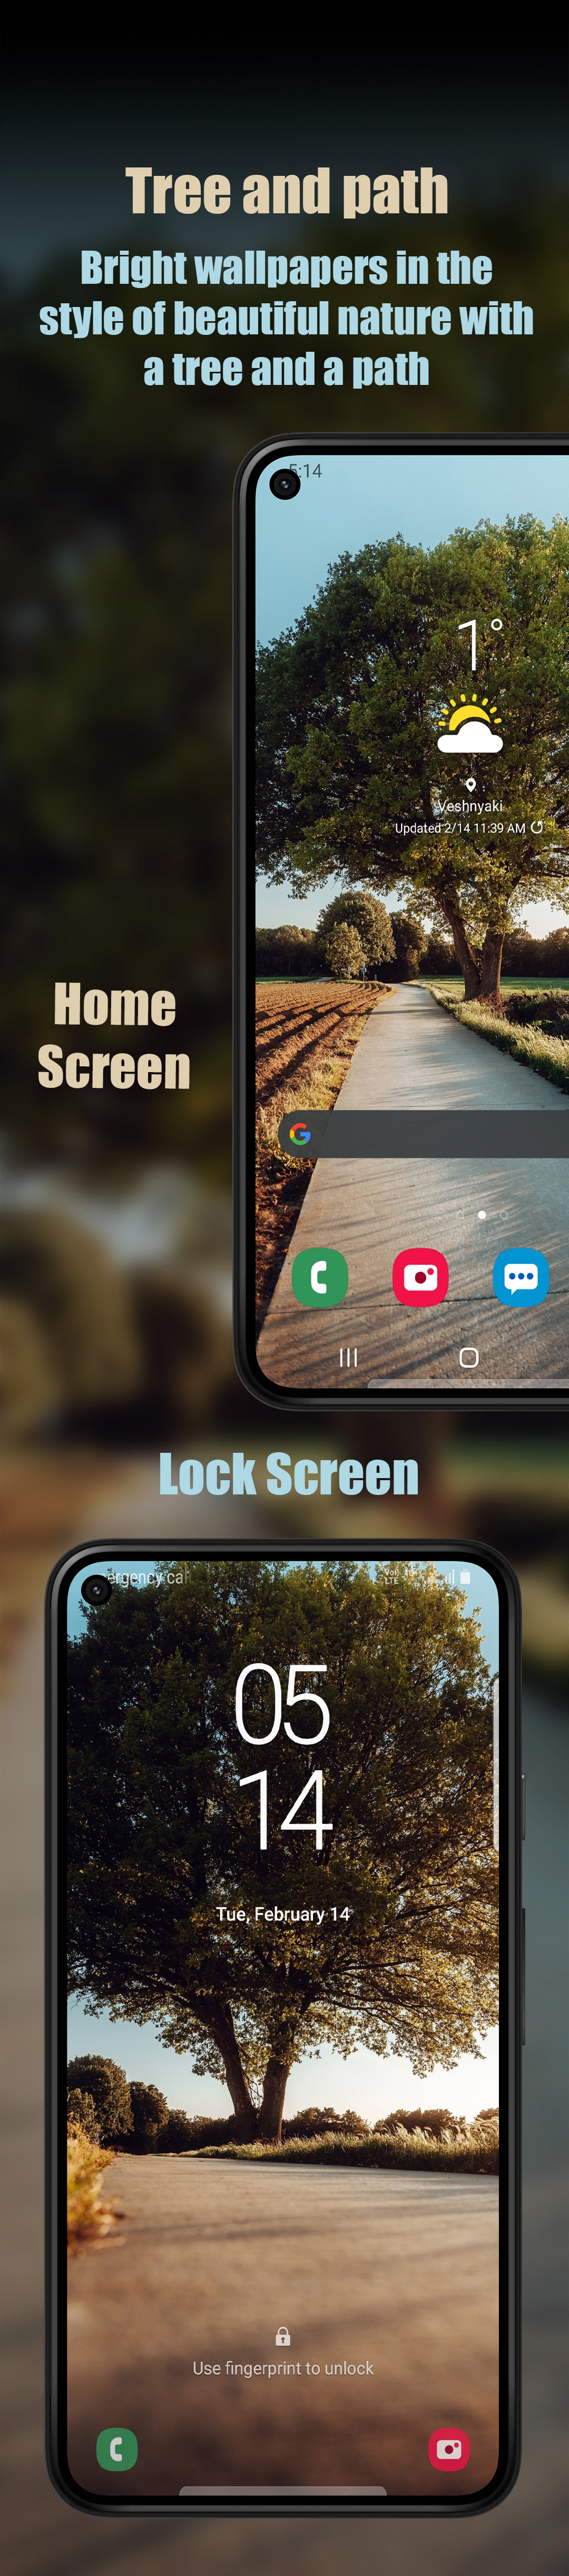 Tree and path
Bright wallpapers in the
style of beautiful nature with
a tree and a path
5:14
1°
Veshnyaki
Updated 2/14 11:39 AM
Home
Screen
G
Lock Screen
LTE
05
14
Tue, February 14
Use fingerprint to unlock